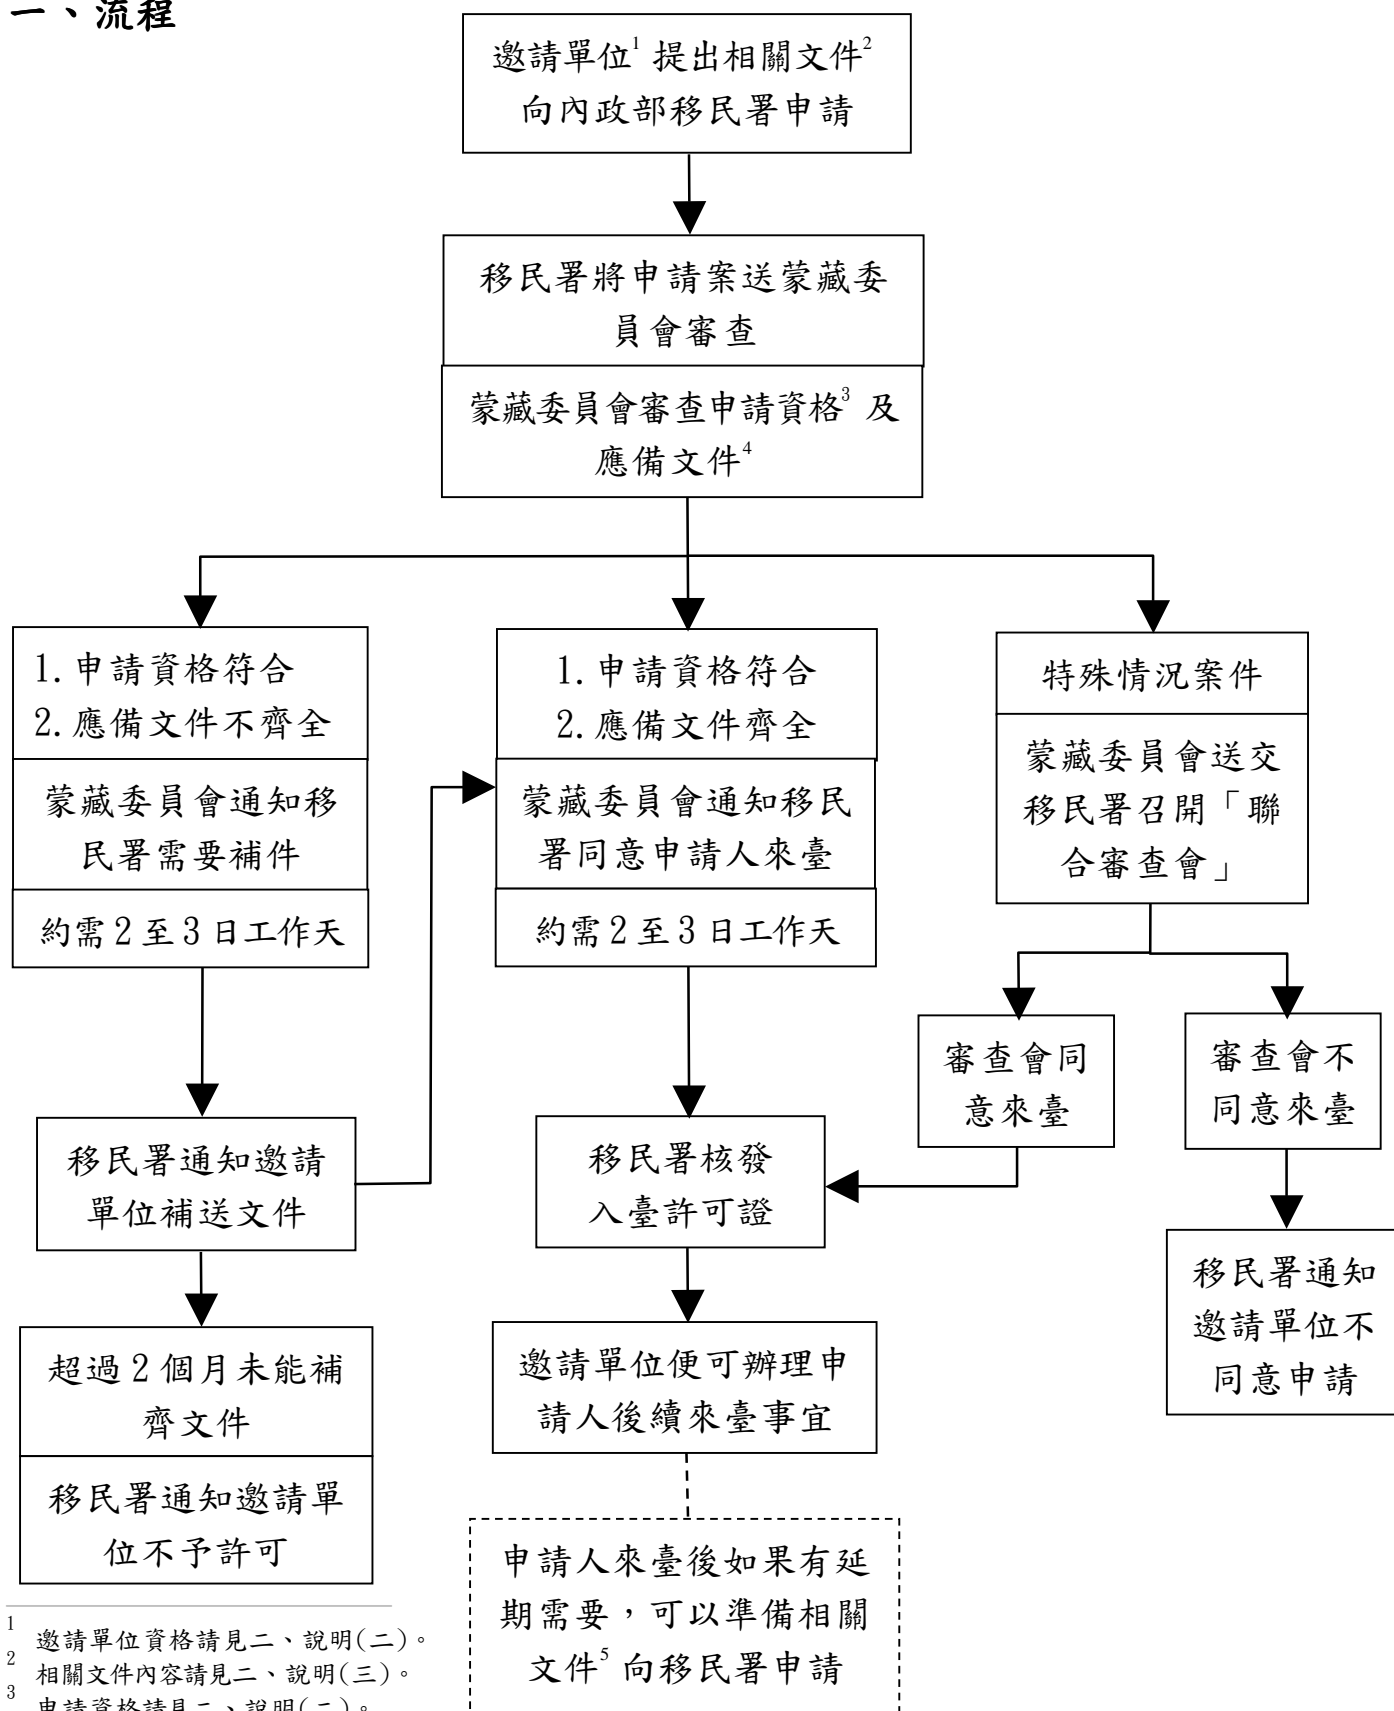 一、流程
邀請單位1 提出相關文件2
向內政部移民署申請
移民署將申請案送蒙藏委
員會審查
蒙藏委員會審查申請資格3 及
應備文件4
1.申請資格符合
2.應備文件不齊全
蒙藏委員會通知移
民署需要補件
約需2至3日工作天
1.申請資格符合
2.應備文件齊全
蒙藏委員會通知移民
署同意申請人來臺
約需2至3日工作天
特殊情況案件
蒙藏委員會送交
移民署召開「聯
合審查會」
審查會同
意來臺
審查會不
同意來臺
移民署通知邀請
單位補送文件
移民署核發
入臺許可證
移民署通知
邀請單位不
同意申請
超過2個月未能補
齊文件
移民署通知邀請單
位不予許可
邀請單位便可辦理申
請人後續來臺事宜
申請人來臺後如果有延
期需要，可以準備相關
文件5 向移民署申請
1 邀請單位資格請見二、說明(二)。
2 相關文件內容請見二、說明(三)。
3 申請資格請見二、說明(二)。